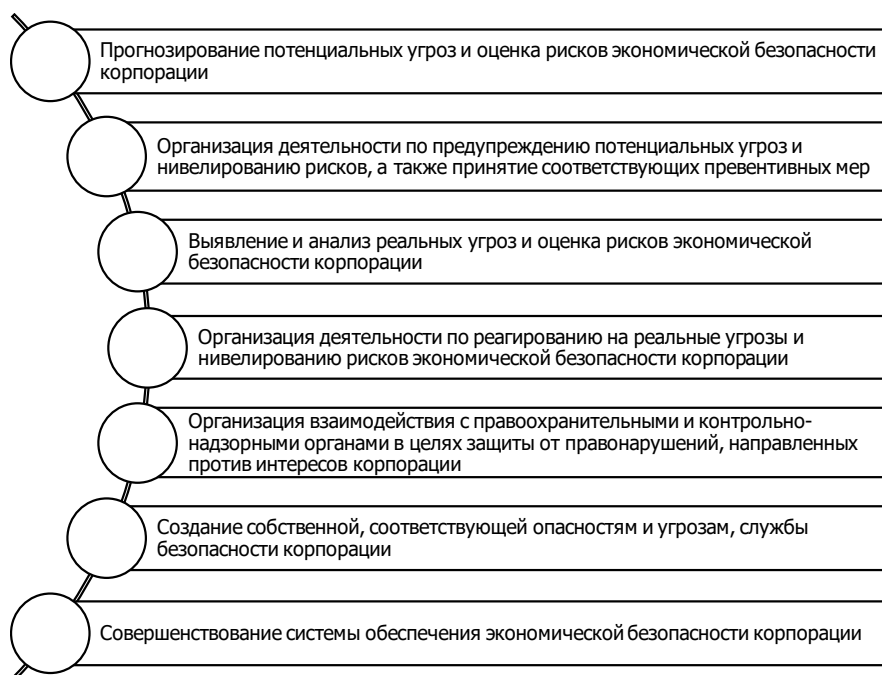 Прогнозирование потенциальных угроз и оценка рисков экономической безопасности
корпорации
Организация деятельности по предупреждению потенциальных угроз и
нивелированию рисков, а также принятие соответствующих превентивных мер
Выявление и анализ реальных угроз и оценка рисков экономической
безопасности корпорации
Организация деятельности по реагированию на реальные угрозы и
нивелированию рисков экономической безопасности корпорации
Организация взаимодействия с правоохранительными и контрольно-
надзорными органами в целях защиты от правонарушений, направленных
против интересов корпорации
Создание собственной, соответствующей опасностям и угрозам, службы
безопасности корпорации
Совершенствование системы обеспечения экономической безопасности корпорации